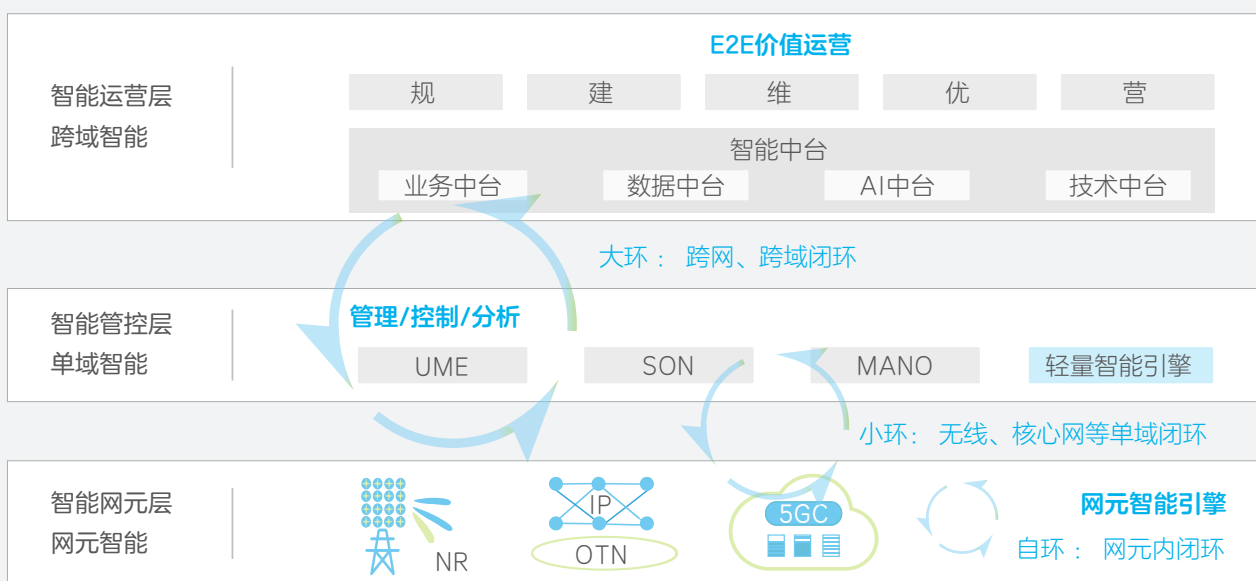 E2E价值运营
智能运营层
跨域智能
规 建 维 优 营
智能中台
业务中台 数据中台 AI中台 技术中台
大环： 跨网、跨域闭环
智能管控层
单域智能
管理/控制/分析
UME SON MANO 轻量智能引擎
小环： 无线、核心网等单域闭环
智能网元层
网元智能
NR
IP
OTN
5GC
网元智能引擎
自环： 网元内闭环